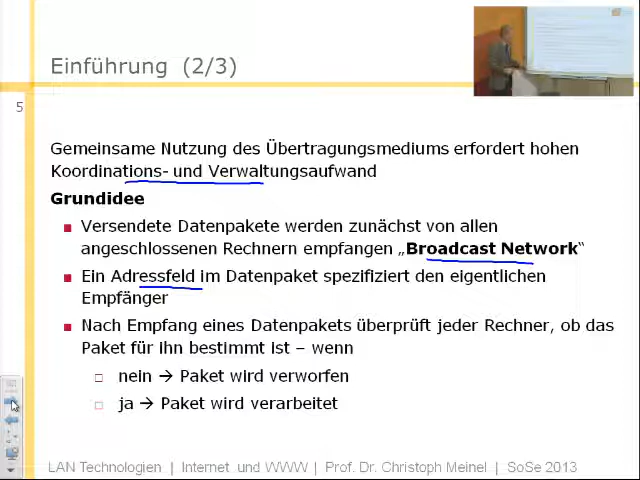 Einführung (2/3)
5
Gemeinsame Nutzung des Übertragungsmediums erfordert hohen
Koordinations- und Verwaltungsaufwand
Grundidee
Versendete Datenpakete werden zunächst von allen
angeschlossenen Rechnern empfangen „Broadcast Network“
Ein Adressfeld im Datenpaket spezifiziert den eigentlichen
Empfänger
Nach Empfang eines Datenpakets überprüft jeder Rechner, ob das
Paket für ihn bestimmt ist – wenn
nein → Paket wird verworfen
ja → Paket wird verarbeitet
LAN Technologien | Internet und WWW | Prof. Dr. Christoph Meinel | SoSe 2013